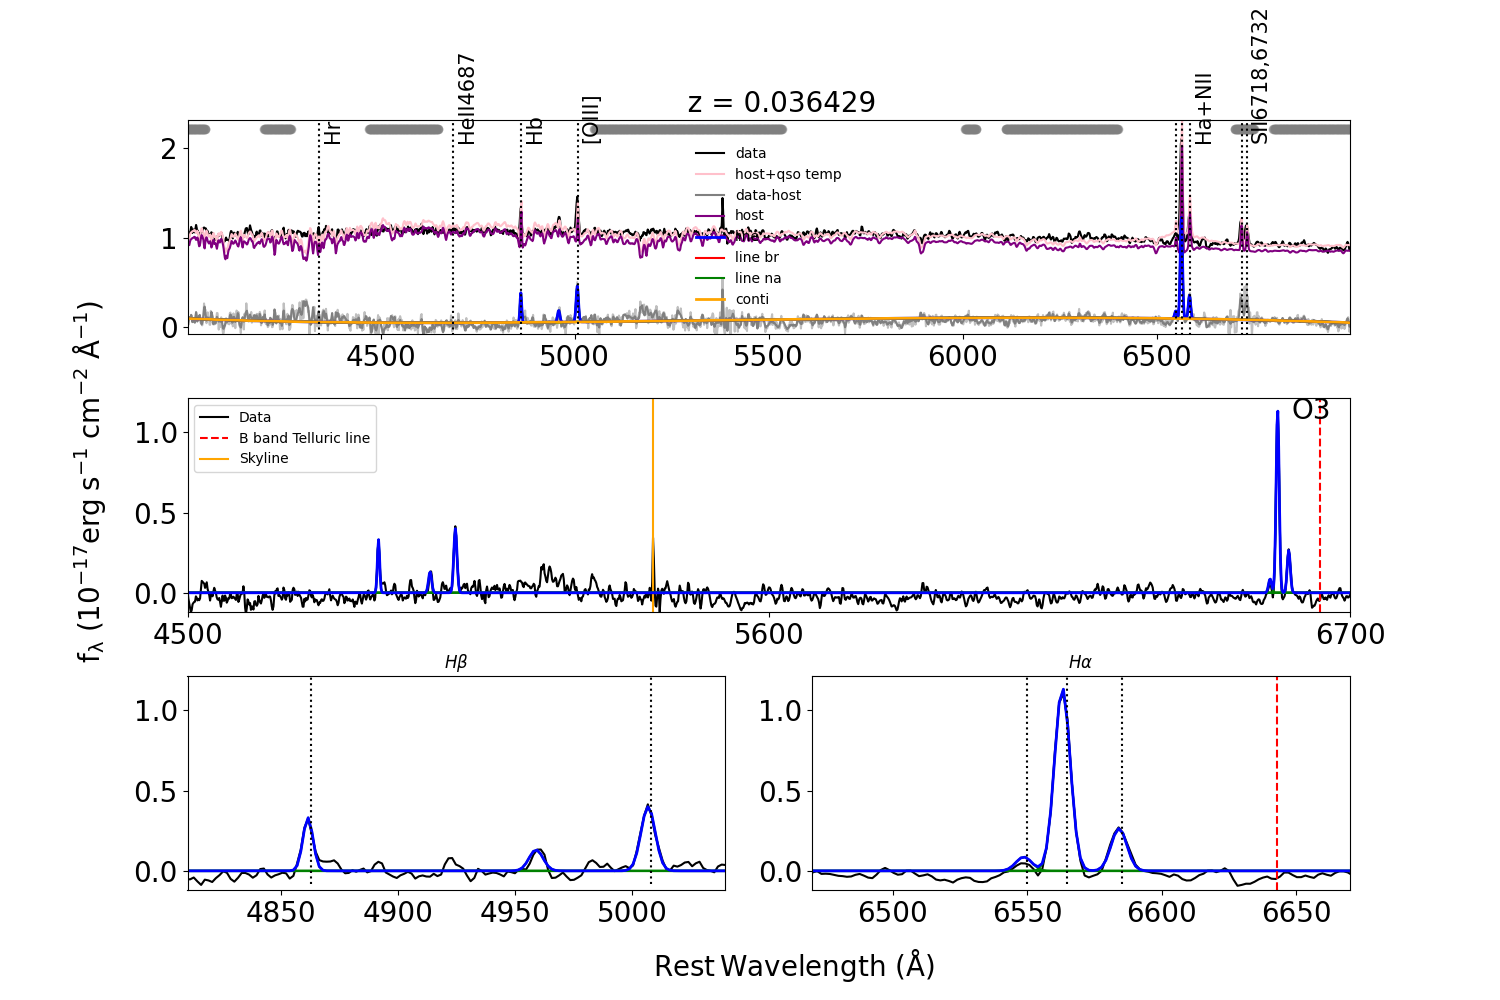 z = 0.036429
Hr
HeII4687
Hb
[OIII]
Ha+NII
SII6718,6732
data
host+qso temp
data-host
host
line br
line na
conti
2
1
0
4500 5000 5500 6000 6500
fλ (10⁻¹⁷erg s⁻¹ cm⁻² Å⁻¹)
Data
B band Telluric line
Skyline
O3
1.0
0.5
0.0
4500 5600 6700
Hβ
1.0
0.5
0.0
4850 4900 4950 5000
Hα
1.0
0.5
0.0
6500 6550 6600 6650
Rest Wavelength (Å)